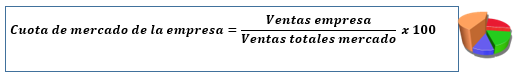 Cuota de mercado de la empresa = Ventas empresa / Ventas totales mercado x 100